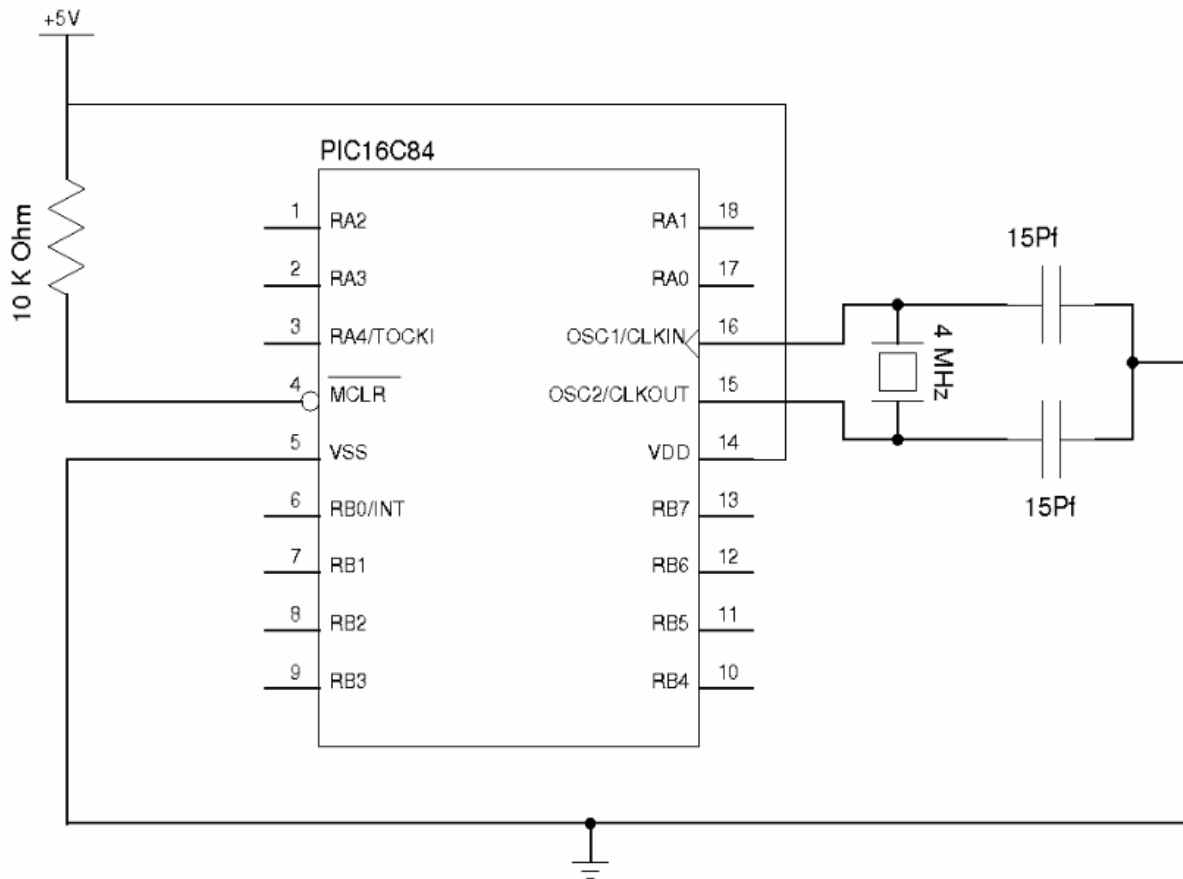 +5V
PIC16C84
10 K Ohm
1 RA2
2 RA3
3 RA4/TOCKI
4 MCLR
5 VSS
6 RB0/INT
7 RB1
8 RB2
9 RB3
RA1 18
RA0 17
OSC1/CLKIN 16
OSC2/CLKOUT 15
VDD 14
RB7 13
RB6 12
RB5 11
RB4 10
15Pf
4 MHz
15Pf